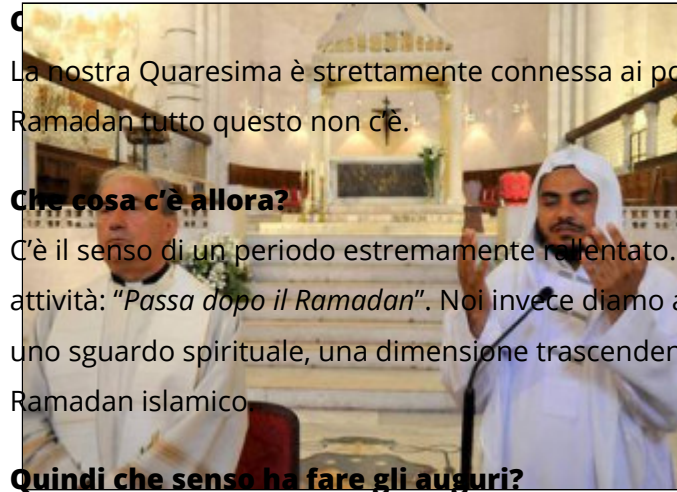 La nostra Quaresima è strettamente connessa ai
Ramadan tutto questo non c'è.
Che cosa c'è allora?
C'è il senso di un periodo estremamente rallentato.
attività: “Passa dopo il Ramadan”. Noi invece diamo
uno sguardo spirituale, una dimensione
Ramadan islamico.
Quindi che senso ha fare gli auguri?